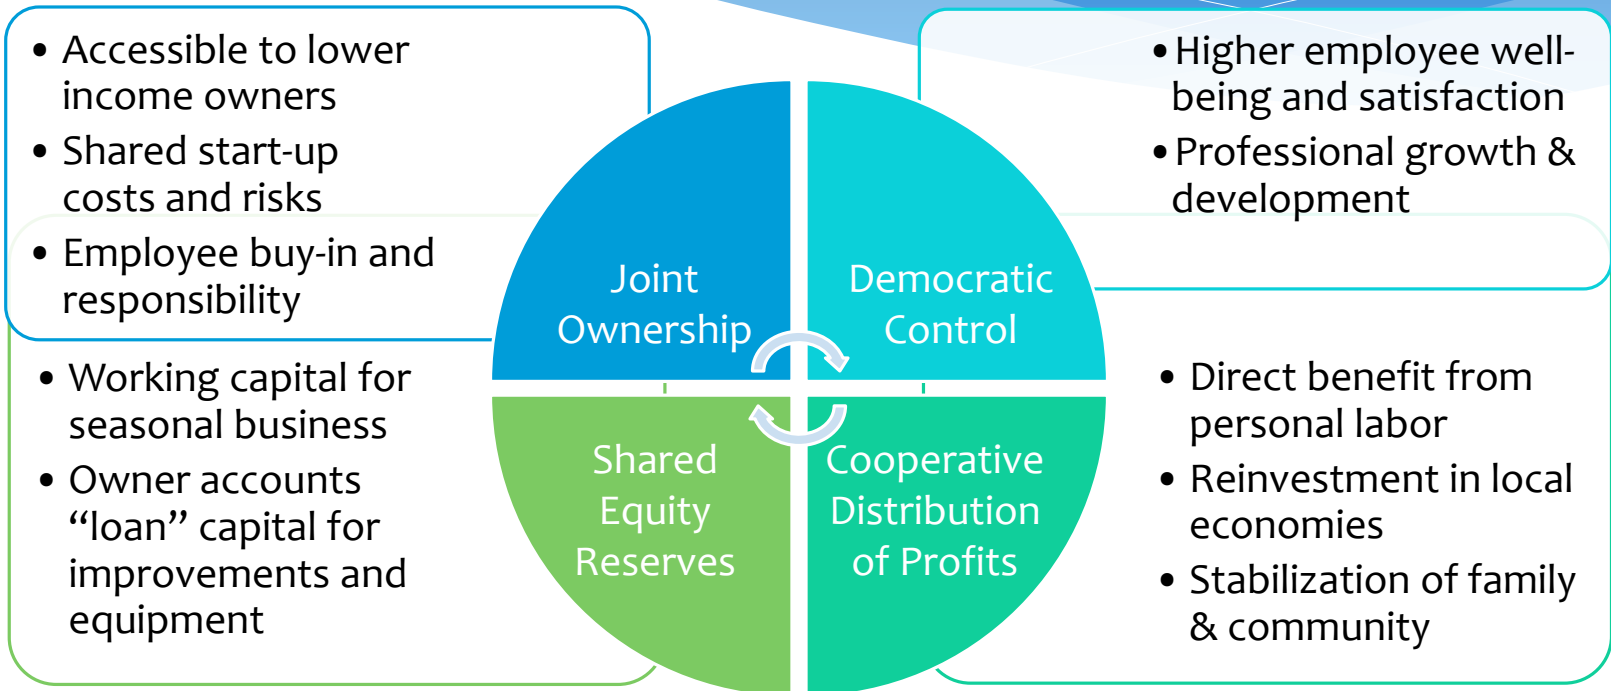 • Accessible to lower
income owners
• Shared start-up
costs and risks
• Employee buy-in and
responsibility
•Higher employee well-
being and satisfaction
•Professional growth &
development
Joint
Ownership
Democratic
Control
Shared
Equity
Reserves
Cooperative
Distribution
of Profits
• Working capital for
seasonal business
• Owner accounts
“loan” capital for
improvements and
equipment
• Direct benefit from
personal labor
• Reinvestment in local
economies
• Stabilization of family
& community